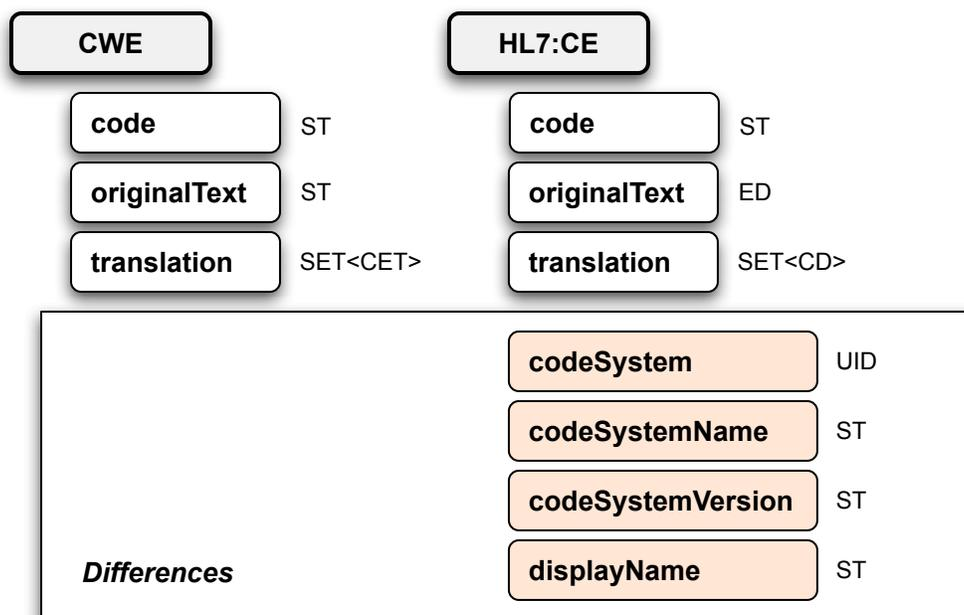 CWE HL7:CE
code ST code ST
originalText ST originalText ED
translation SET<CET> translation SET<CD>
codeSystem UID
codeSystemName ST
codeSystemVersion ST
Differences displayName ST